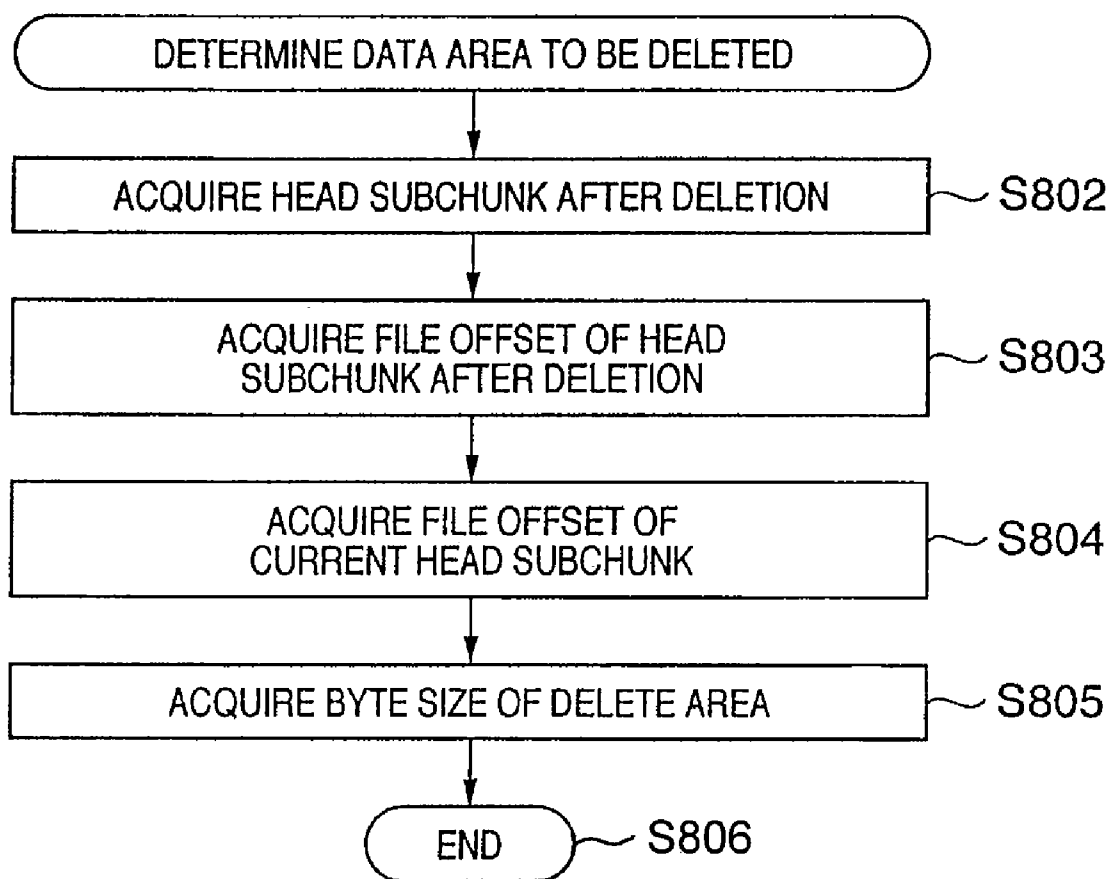 DETERMINE DATA AREA TO BE DELETED
ACQUIRE HEAD SUBCHUNK AFTER DELETION
S802
ACQUIRE FILE OFFSET OF HEAD
SUBCHUNK AFTER DELETION
S803
ACQUIRE FILE OFFSET OF
CURRENT HEAD SUBCHUNK
S804
ACQUIRE BYTE SIZE OF DELETE AREA
S805
END
S806